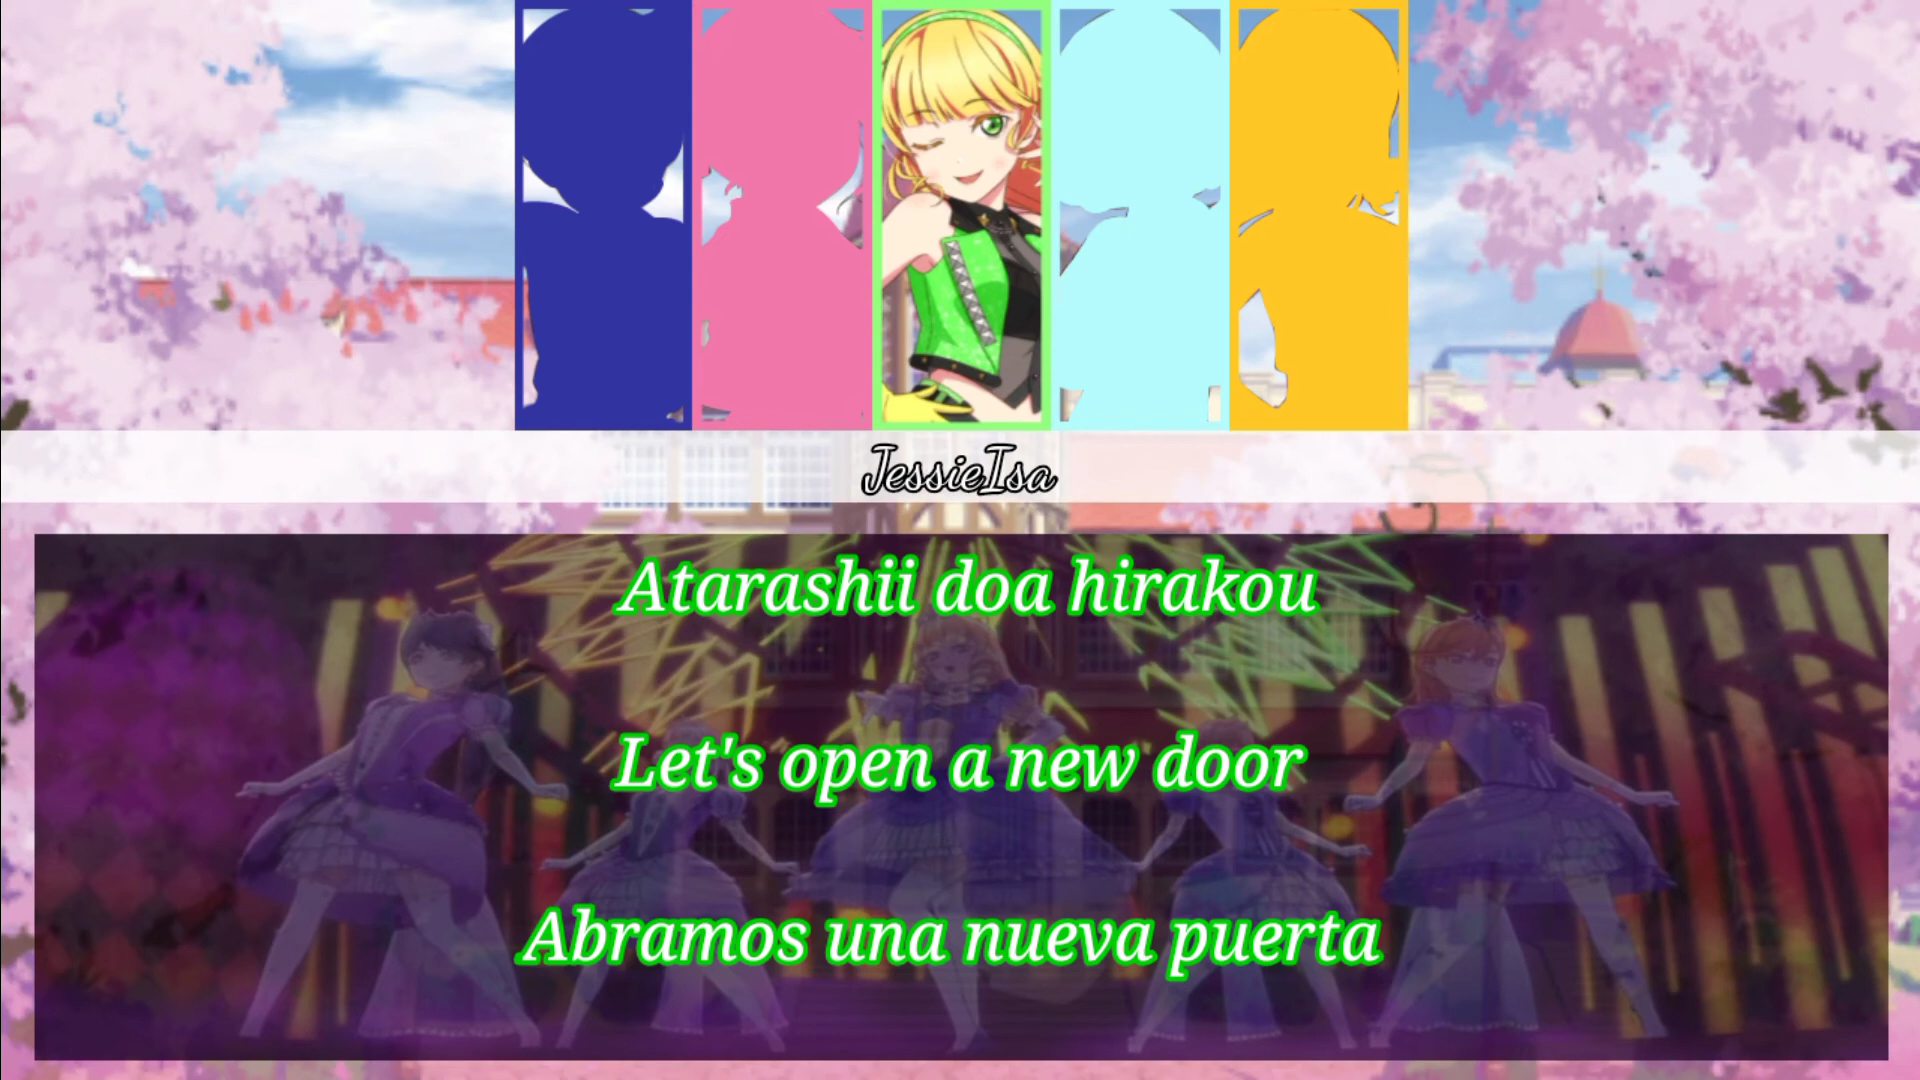 JessieIsa
Atarashii doa hirakou
Let's open a new door
Abramos una nueva puerta